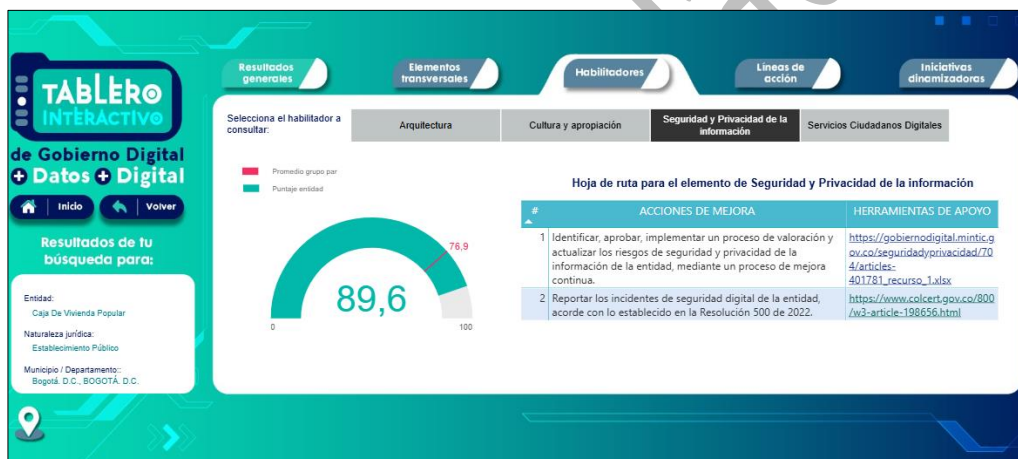 TABLERO
INTERACTIVO
de Gobierno Digital
+ Datos + Digital
Inicio
Volver
Resultados de tu
búsqueda para:
Entidad:
Caja De Vivienda Popular
Naturaleza jurídica:
Establecimiento Público
Municipio / Departamento::
Bogotá. D.C., BOGOTÁ. D.C.
Resultados
generales
Elementos
transversales
Habilitadores
Líneas de
acción
Iniciativas
dinamizadoras
Selecciona el habilitador a
consultar:
Arquitectura
Cultura y apropiación
Seguridad y Privacidad de la
información
Servicios Ciudadanos Digitales
Promedio grupo par
Puntaje entidad
76,9
89,6
0
100
Hoja de ruta para el elemento de Seguridad y Privacidad de la información
# ACCIONES DE MEJORA HERRAMIENTAS DE APOYO
1 Identificar, aprobar, implementar un proceso de valoración y
actualizar los riesgos de seguridad y privacidad de la
información de la entidad, mediante un proceso de mejora
continua.
https://gobiernodigital.mintic.g
ov.co/seguridadyprivacidad/70
4/articles-
401781_recurso_1.xlsx
2 Reportar los incidentes de seguridad digital de la entidad,
acorde con lo establecido en la Resolución 500 de 2022.
https://www.colcert.gov.co/800
/w3-article-198656.html